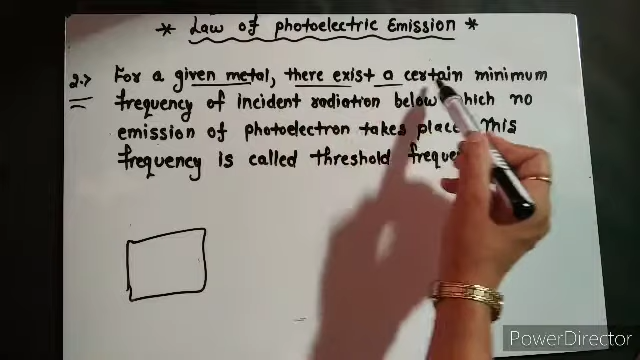 * Law of photoelectric Emission *
2.> For a given metal, there exist a certain minimum
frequency of incident radiation below which no
emission of photoelectron takes place. This
frequency is called threshold
PowerDirector